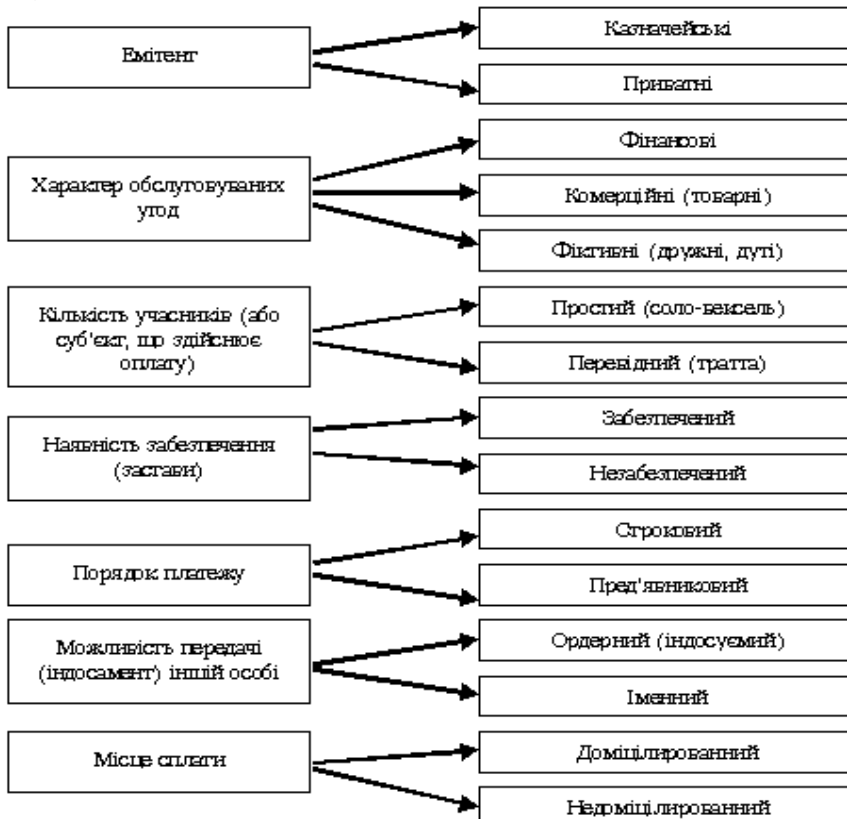 Емітент
Казначейські
Приватні
Характер обслуговуваних
угод
Фінансові
Комерційні (товарні)
Фіктивні (дружні, дуті)
Кількість учасників (або
суб'єкт, що здійснює
оплату)
Простий (соло-вексель)
Перевідний (тратта)
Наявність забезпечення
(застави)
Забезпечений
Незабезпечений
Порядок платежу
Строковий
Пред'явниковий
Можливість передачі
(індосамент) іншій особі
Ордерний (індосуємий)
Іменний
Місце сплати
Доміцілированний
Недоміцілированний